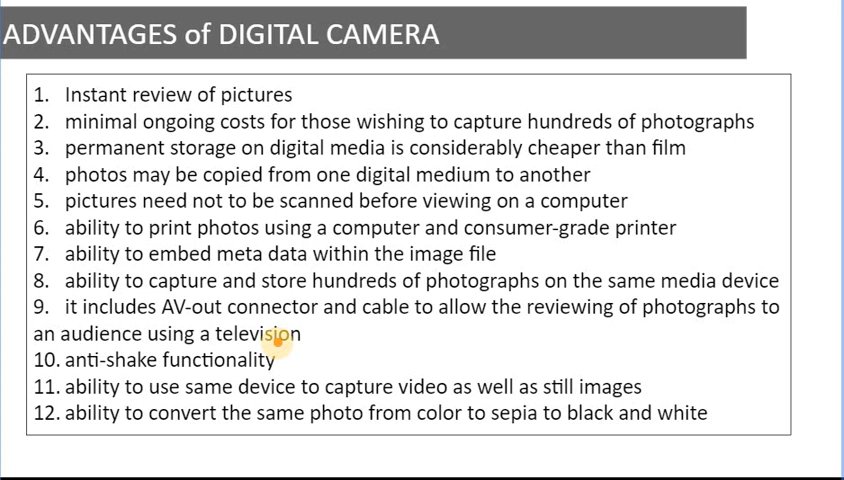 ADVANTAGES of DIGITAL CAMERA
1. Instant review of pictures
2. minimal ongoing costs for those wishing to capture hundreds of photographs
3. permanent storage on digital media is considerably cheaper than film
4. photos may be copied from one digital medium to another
5. pictures need not to be scanned before viewing on a computer
6. ability to print photos using a computer and consumer-grade printer
7. ability to embed meta data within the image file
8. ability to capture and store hundreds of photographs on the same media device
9. it includes AV-out connector and cable to allow the reviewing of photographs to
an audience using a television
10. anti-shake functionality
11. ability to use same device to capture video as well as still images
12. ability to convert the same photo from color to sepia to black and white